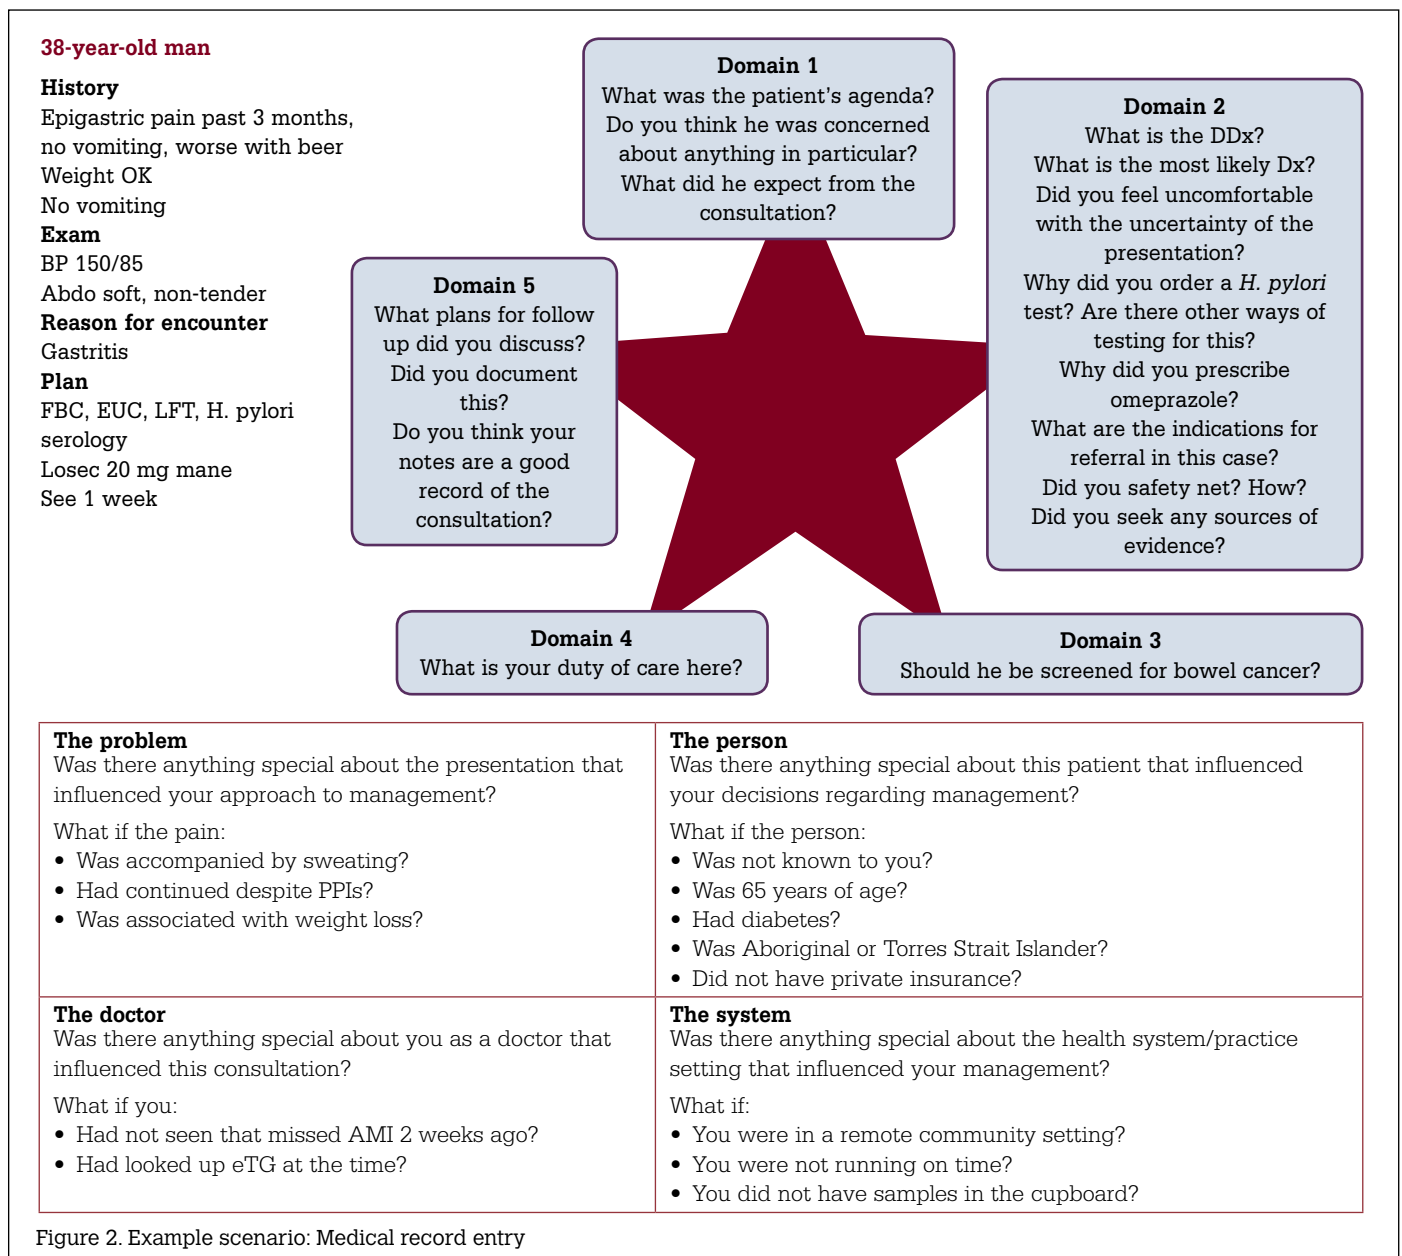 38-year-old man
History
Epigastric pain past 3 months,
no vomiting, worse with beer
Weight OK
No vomiting
Exam
BP 150/85
Abdo soft, non-tender
Reason for encounter
Gastritis
Plan
FBC, EUC, LFT, H. pylori
serology
Losec 20 mg mane
See 1 week
Domain 1
What was the patient's agenda?
Do you think he was concerned
about anything in particular?
What did he expect from the
consultation?
Domain 2
What is the DDx?
What is the most likely Dx?
Did you feel uncomfortable
with the uncertainty of the
presentation?
Why did you order a H. pylori
test? Are there other ways of
testing for this?
Why did you prescribe
omeprazole?
What are the indications for
referral in this case?
Did you safety net? How?
Did you seek any sources of
evidence?
Domain 5
What plans for follow
up did you discuss?
Did you document
this?
Do you think your
notes are a good
record of the
consultation?
Domain 4
What is your duty of care here?
Domain 3
Should he be screened for bowel cancer?
The problem
Was there anything special about the presentation that
influenced your approach to management?
What if the pain:
• Was accompanied by sweating?
• Had continued despite PPIs?
• Was associated with weight loss?
The person
Was there anything special about this patient that influenced
your decisions regarding management?
What if the person:
• Was not known to you?
• Was 65 years of age?
• Had diabetes?
• Was Aboriginal or Torres Strait Islander?
• Did not have private insurance?
The doctor
Was there anything special about you as a doctor that
influenced this consultation?
What if you:
• Had not seen that missed AMI 2 weeks ago?
• Had looked up eTG at the time?
The system
Was there anything special about the health system/practice
setting that influenced your management?
What if:
• You were in a remote community setting?
• You were not running on time?
• You did not have samples in the cupboard?
Figure 2. Example scenario: Medical record entry